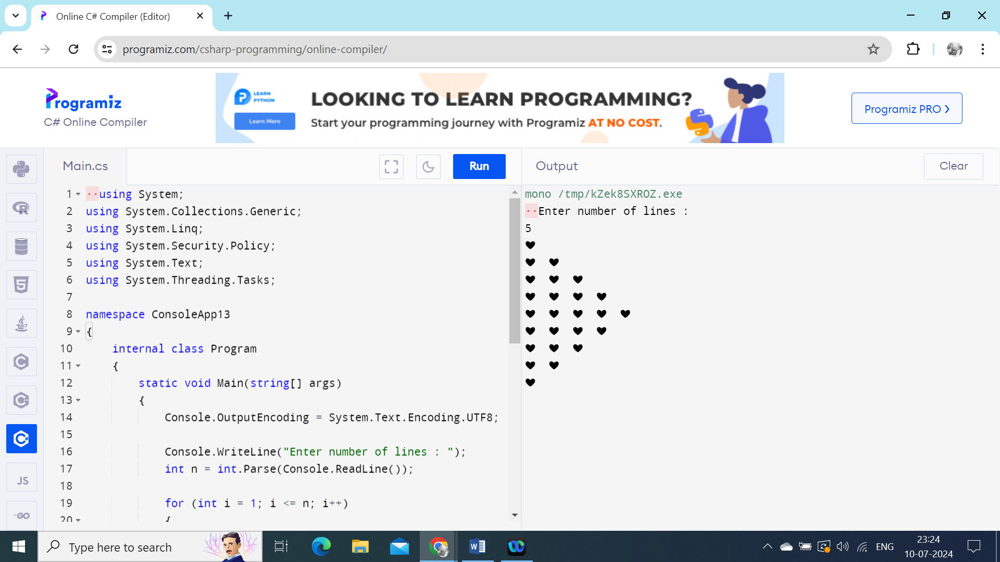 Online C# Compiler (Editor)
programiz.com/csharp-programming/online-compiler/
Programiz
C# Online Compiler
LEARN
PYTHON
Learn More
LOOKING TO LEARN PROGRAMMING?
Start your programming journey with Programiz AT NO COST.
Programiz PRO ❯
Main.cs
Run
Output
Clear
1 ··using System;
2 using System.Collections.Generic;
3 using System.Linq;
4 using System.Security.Policy;
5 using System.Text;
6 using System.Threading.Tasks;
7
8 namespace ConsoleApp13
9 {
10 internal class Program
11 {
12 static void Main(string[] args)
13 {
14 Console.OutputEncoding = System.Text.Encoding.UTF8;
15
16 Console.WriteLine("Enter number of lines : ");
17 int n = int.Parse(Console.ReadLine());
18
19 for (int i = 1; i <= n; i++)
20 {
mono /tmp/kZek8SXROZ.exe
··Enter number of lines :
5
♥
♥ ♥
♥ ♥ ♥
♥ ♥ ♥ ♥
♥ ♥ ♥ ♥ ♥
♥ ♥ ♥ ♥
♥ ♥ ♥
♥ ♥
♥
JS
GO
Type here to search
ENG
23:24
10-07-2024